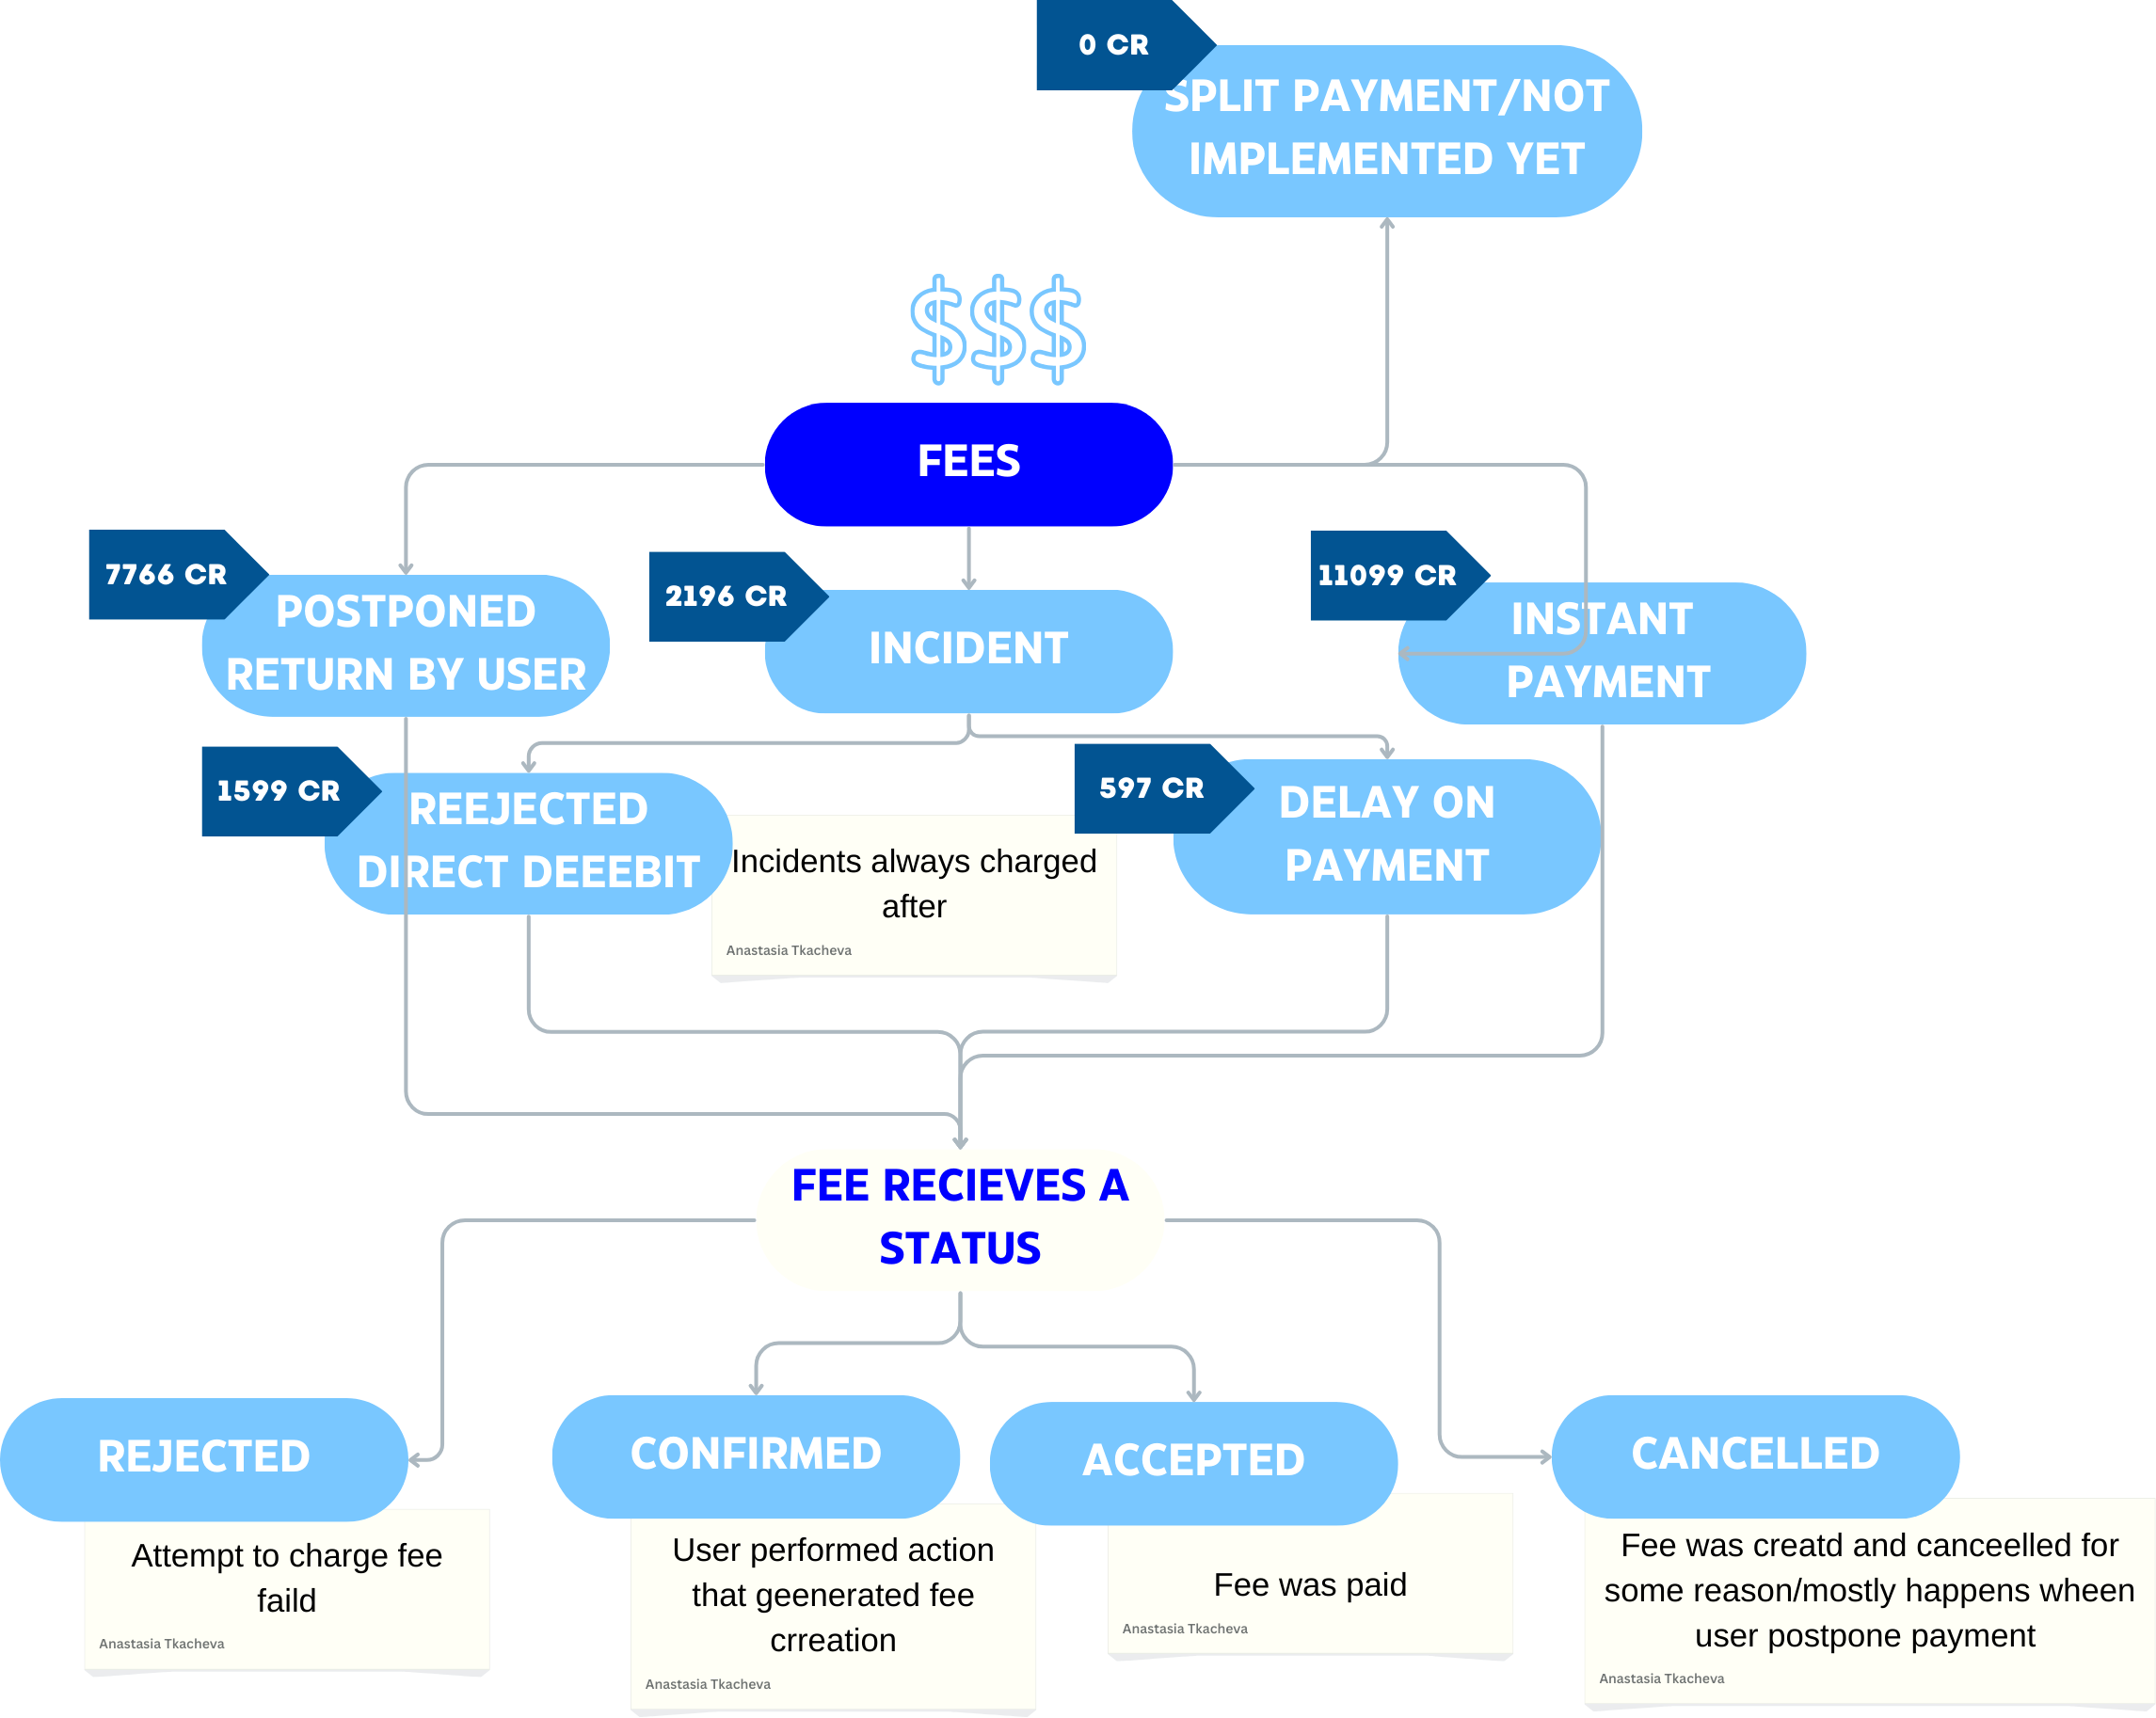 0 CR
SPLIT PAYMENT/NOT
IMPLEMENTED YET
$$$
FEES
7766 CR
POSTPONED
RETURN BY USER
2196 CR
INCIDENT
11099 CR
INSTANT
PAYMENT
1599 CR
REEJECTED
DIRECT DEEEBIT
Incidents always charged
after
Anastasia Tkacheva
597 CR
DELAY ON
PAYMENT
FEE RECIEVES A
STATUS
REJECTED
Attempt to charge fee
faild
Anastasia Tkacheva
CONFIRMED
User performed action
that geenerated fee
crreation
Anastasia Tkacheva
ACCEPTED
Fee was paid
Anastasia Tkacheva
CANCELLED
Fee was creatd and canceelled for
some reason/mostly happens wheen
user postpone payment
Anastasia Tkacheva